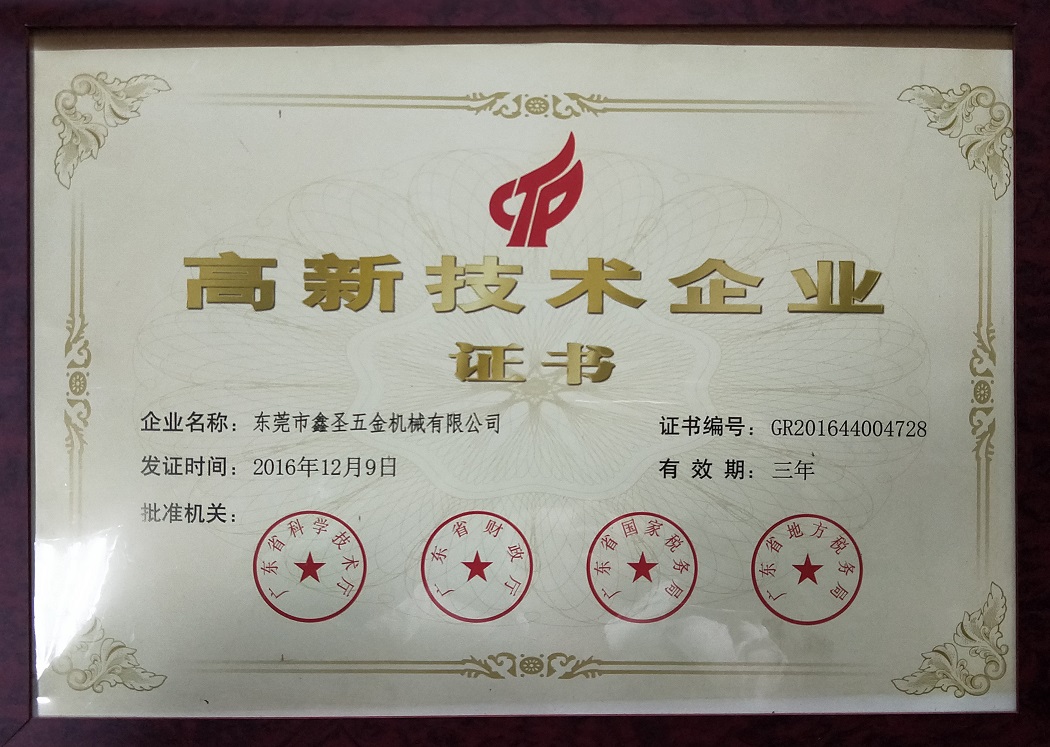 CTP
高新技术企业
证书
企业名称：东莞市鑫圣五金机械有限公司
证书编号：GR201644004728
发证时间：2016年12月9日
有效期：三年
批准机关：
广东省科学技术厅
广东省财政厅
广东省国家税务局
广东省地方税务局